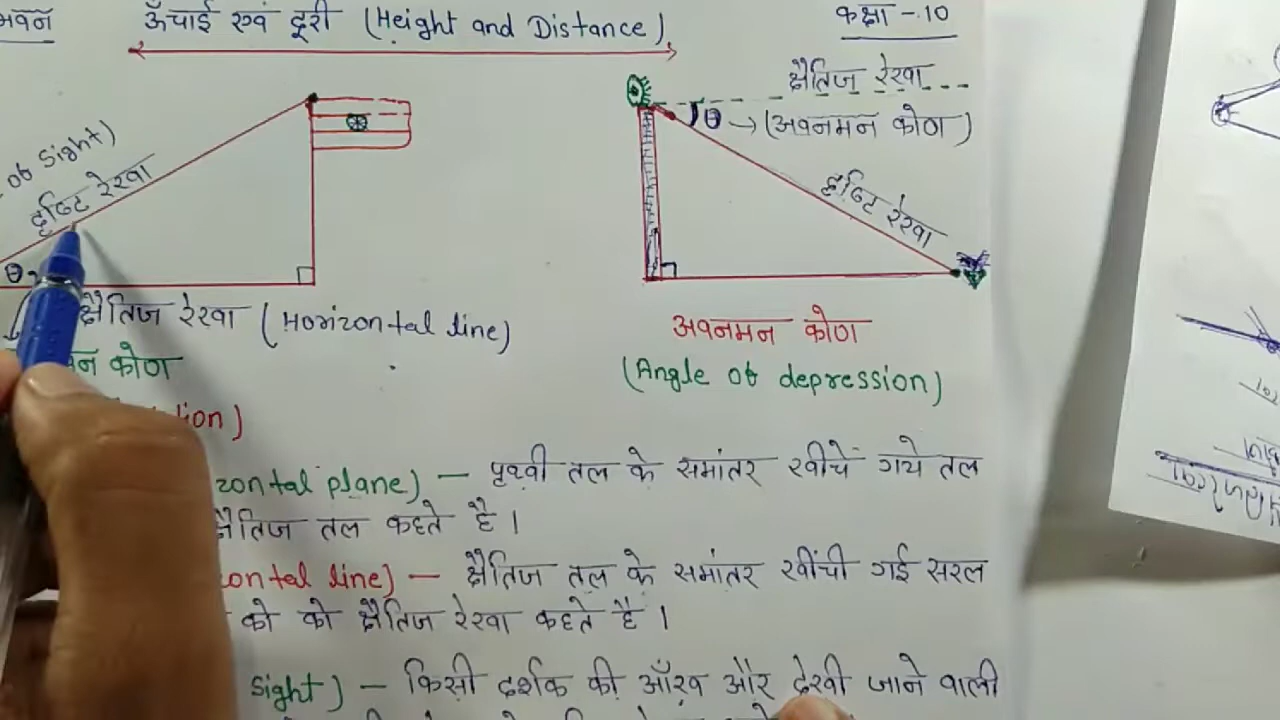 भवन
ऊँचाई एवं दूरी (Height and Distance)
कक्षा - 10
क्षैतिज रेखा
θ → (अवनमन कोण)
of Sight)
दृष्टि रेखा
दृष्टि रेखा
θ
क्षैतिज रेखा (Horizontal line)
अवनमन कोण
न कोण
(Angle of depression)
tion)
zontal plane) — पृथ्वी तल के समांतर खींचें गये तल
क्षैतिज तल कहते है ।
zontal line) — क्षैतिज तल के समांतर खींची गई सरल
को को क्षैतिज रेखा कहते है ।
Sight) — किसी दर्शक की आँख और देखी जाने वाली